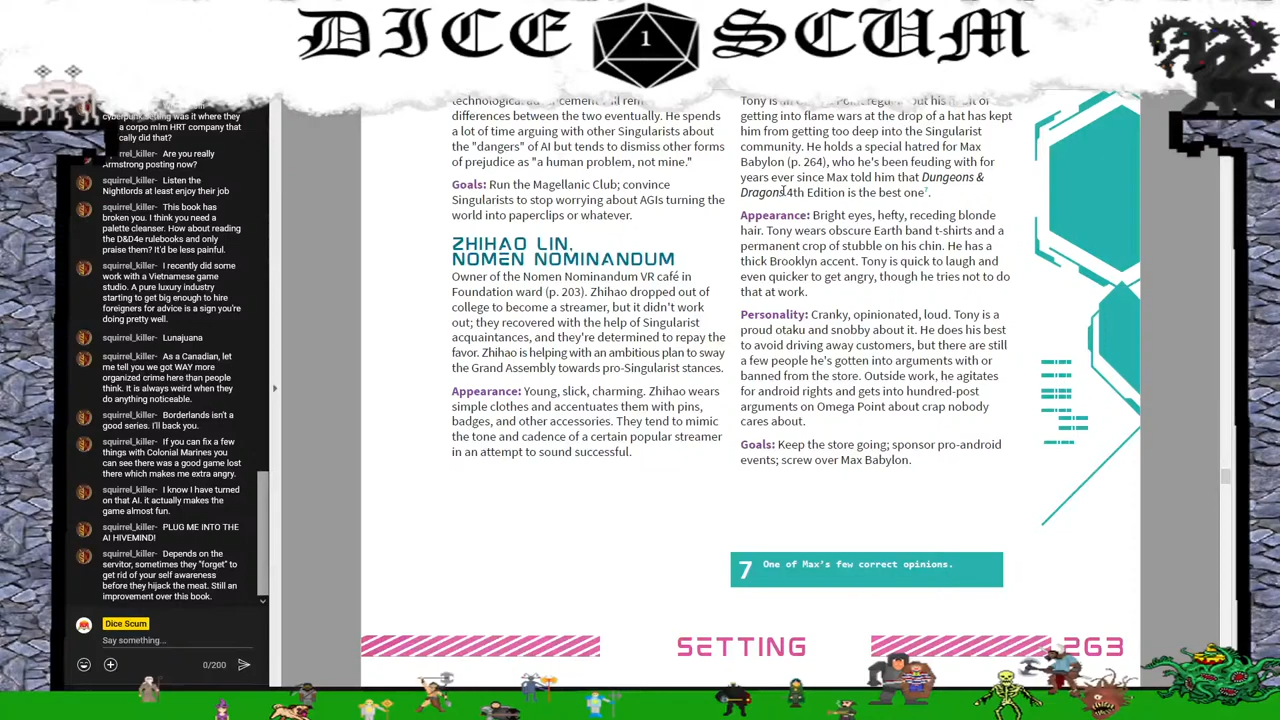 DICE 1 SCUM
cyberpunk setting was it where they
a corpo mlm HRT company that
cally did that?
squirrel_killer- Are you really
Armstrong posting now?
squirrel_killer- Listen the
Nightlords at least enjoy their job
squirrel_killer- This book has
broken you. I think you need a
palette cleanser. How about reading
the D&D4e rulebooks and only
praise them? It'd be less painful.
squirrel_killer- I recently did some
work with a Vietnamese game
studio. A pure luxury industry
starting to get big enough to hire
foreigners for advice is a sign you're
doing pretty well.
squirrel_killer- Lunajuana
squirrel_killer- As a Canadian, let
me tell you we got WAY more
organized crime here than people
think. It is always weird when they
do anything noticeable.
squirrel_killer- Borderlands isn't a
good series. I'll back you.
squirrel_killer- If you can fix a few
things with Colonial Marines you
can see there was a good game lost
there which makes me extra angry.
squirrel_killer- I know I have turned
on that AI. it actually makes the
game almost fun.
squirrel_killer- PLUG ME INTO THE
AI HIVEMIND!
squirrel_killer- Depends on the
servitor, sometimes they "forget" to
get rid of your self awareness
before they hijack the meat. Still an
improvement over this book.
Dice Scum
Say something...
0/200
differences between the two eventually. He spends
a lot of time arguing with other Singularists about
the "dangers" of AI but tends to dismiss other forms
of prejudice as "a human problem, not mine."
Goals: Run the Magellanic Club; convince
Singularists to stop worrying about AGIs turning the
world into paperclips or whatever.
ZHIHAO LIN,
NOMEN NOMINANDUM
Owner of the Nomen Nominandum VR café in
Foundation ward (p. 203). Zhihao dropped out of
college to become a streamer, but it didn't work
out; they recovered with the help of Singularist
acquaintances, and they're determined to repay the
favor. Zhihao is helping with an ambitious plan to sway
the Grand Assembly towards pro-Singularist stances.
Appearance: Young, slick, charming. Zhihao wears
simple clothes and accentuates them with pins,
badges, and other accessories. They tend to mimic
the tone and cadence of a certain popular streamer
in an attempt to sound successful.
getting into flame wars at the drop of a hat has kept
him from getting too deep into the Singularist
community. He holds a special hatred for Max
Babylon (p. 264), who he's been feuding with for
years ever since Max told him that Dungeons &
Dragons 4th Edition is the best one7.
Appearance: Bright eyes, hefty, receding blonde
hair. Tony wears obscure Earth band t-shirts and a
permanent crop of stubble on his chin. He has a
thick Brooklyn accent. Tony is quick to laugh and
even quicker to get angry, though he tries not to do
that at work.
Personality: Cranky, opinionated, loud. Tony is a
proud otaku and snobby about it. He does his best
to avoid driving away customers, but there are still
a few people he's gotten into arguments with or
banned from the store. Outside work, he agitates
for android rights and gets into hundred-post
arguments on Omega Point about crap nobody
cares about.
Goals: Keep the store going; sponsor pro-android
events; screw over Max Babylon.
7 One of Max's few correct opinions.
SETTING 263